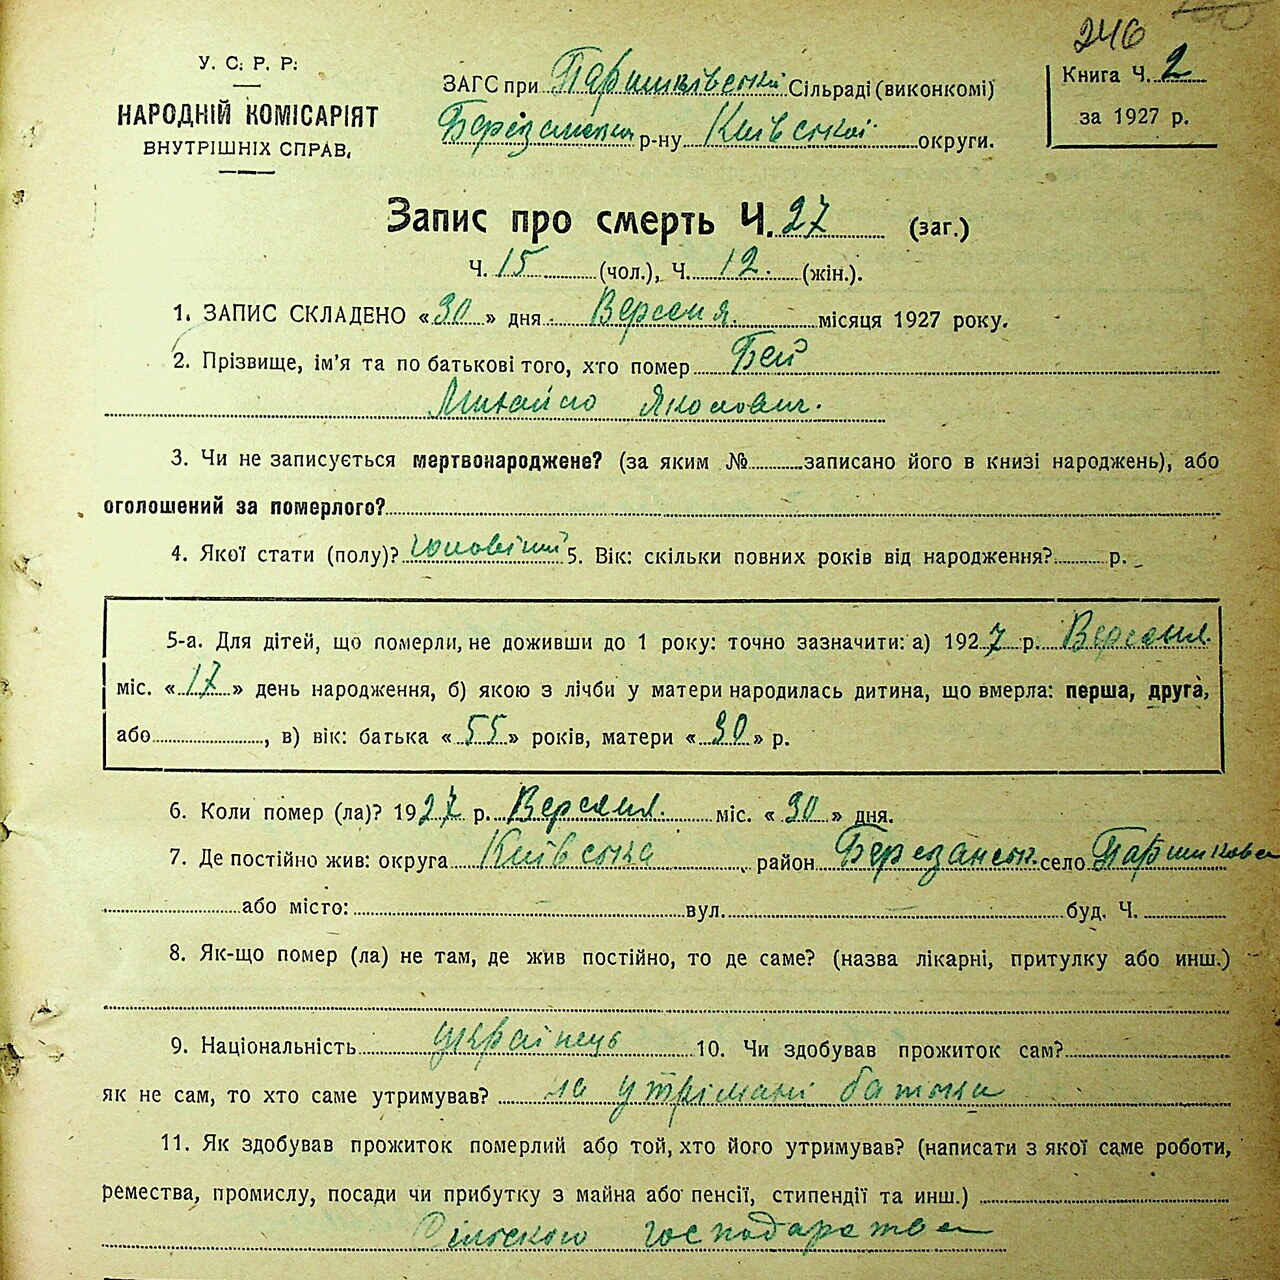 246
У. С. Р. Р.
НАРОДНІЙ КОМІСАРІЯТ
ВНУТРІШНІХ СПРАВ.
ЗАГС при Паришківській Сільраді (виконкомі)
Березанськ р-ну Київської округи.
Книга Ч. 2
за 1927 р.
Запис про смерть Ч. 27 (заг.)
Ч. 15 (чол.), Ч. 12. (жін.).
1. ЗАПИС СКЛАДЕНО «30» дня Вересня. місяця 1927 року.
2. Прізвище, ім'я та по батькові того, хто помер Бей
Михайло Яколович.
3. Чи не записується мертвонароджене? (за яким № записано його в книзі народжень), або
оголошений за померлого?
4. Якої стати (полу)? чоловічий 5. Вік: скільки повних років від народження? р.
5-а. Для дітей, що померли, не доживши до 1 року: точно зазначити: а) 1927 р. Вересня.
міс. «17» день народження, б) якою з лічби у матери народилась дитина, що вмерла: перша, друга,
або , в) вік: батька «55» років, матери «30» р.
6. Коли помер (ла)? 1927 р. Вересня. міс. «30» дня.
7. Де постійно жив: округа Київська район Березанськ. село Паришкова
або місто: вул. буд. Ч.
8. Як-що помер (ла) не там, де жив постійно, то де саме? (назва лікарні, притулку або инш.)
9. Національність українець 10. Чи здобував прожиток сам?
як не сам, то хто саме утримував? на утрімані батька
11. Як здобував прожиток померлий або той, хто його утримував? (написати з якої саме роботи,
ремества, промислу, посади чи прибутку з майна або пенсії, стипендії та инш.)
Сільского господарства